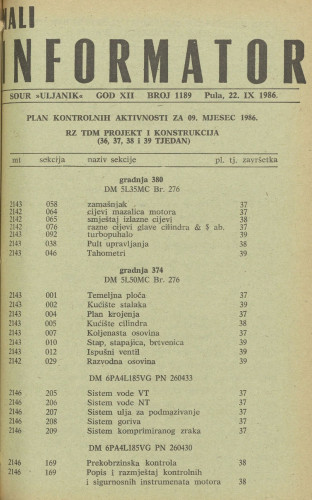 MALI
INFORMATOR
SOUR »ULJANIK« GOD XII BROJ 1189 Pula, 22. IX 1986.
PLAN KONTROLNIH AKTIVNOSTI ZA 09. MJESEC 1986.
RZ TDM PROJEKT I KONSTRUKCIJA
(36, 37, 38 i 39 TJEDAN)
mt sekcija naziv sekcije pl. tj. završetka
gradnja 380
DM 5L35MC Br. 276
2143 058 zamašnjak 37
2142 064 cijevi mazalica motora 37
2142 065 smještaj izlazne cijevi 38
2142 076 razne cijevi glave cilindra & $ ab. 37
2143 092 turbopuhalo 39
2143 038 Pult upravljanja 38
2143 046 Tahometri 39
gradnja 374
DM 5L50MC Br. 276
2143 001 Temeljna ploča 37
2143 002 Kućište stalaka 39
2143 004 Plan krojenja 37
2143 005 Kućište cilindra 38
2143 007 Koljenasta osovina 37
2143 010 Stap, stapajica, brtvenica 39
2143 012 Ispušni ventil 39
2142 029 Razvodna osovina 39
DM 6PA4L185VG PN 260433
2146 205 Sistem vode VT 37
2146 206 Sistem vode NT 37
2146 207 Sistem ulja za podmazivanje 37
2146 208 Sistem goriva 37
2146 209 Sistem komprimiranog zraka 37
DM 6PA4L185VG PN 260430
2146 169 Prekobrzinska kontrola 38
2146 169 Popis i razmještaj kontrolnih
i sigurnosnih instrumenata motora 38